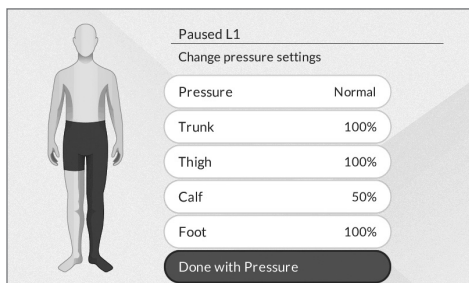 Paused L1
Change pressure settings
Pressure Normal
Trunk 100%
Thigh 100%
Calf 50%
Foot 100%
Done with Pressure